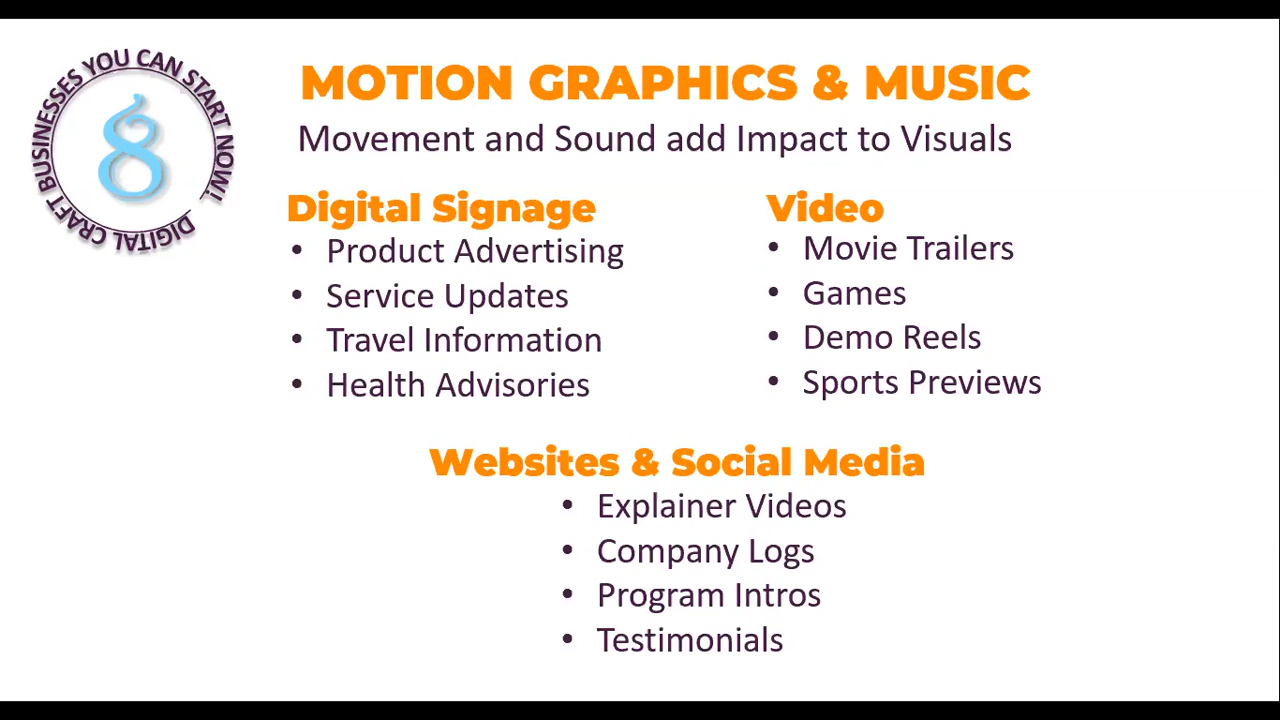 8 DIGITAL CRAFT BUSINESSES YOU CAN START NOW!
MOTION GRAPHICS & MUSIC
Movement and Sound add Impact to Visuals
Digital Signage
• Product Advertising
• Service Updates
• Travel Information
• Health Advisories
Video
• Movie Trailers
• Games
• Demo Reels
• Sports Previews
Websites & Social Media
• Explainer Videos
• Company Logs
• Program Intros
• Testimonials